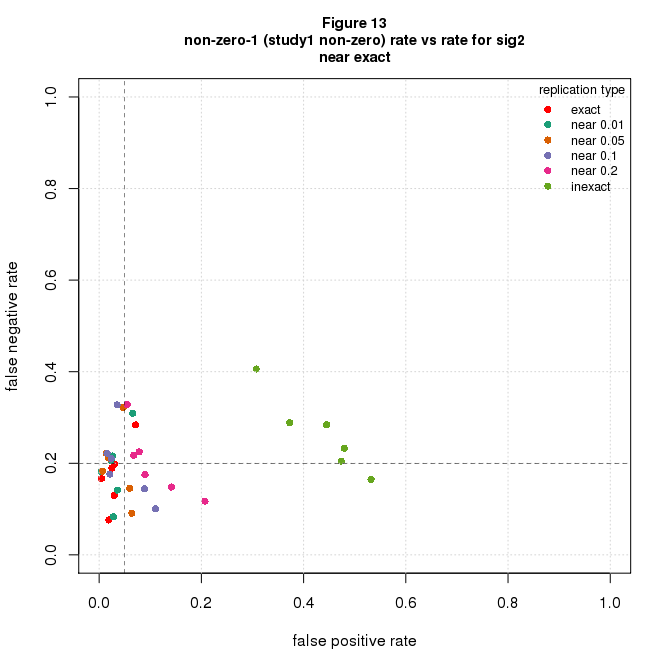 Figure 13
non-zero-1 (study1 non-zero) rate vs rate for sig2
near exact
replication type
exact
near 0.01
near 0.05
near 0.1
near 0.2
inexact
1.0
0.8
0.6
0.4
0.2
0.0
false negative rate
0.0 0.2 0.4 0.6 0.8 1.0
false positive rate